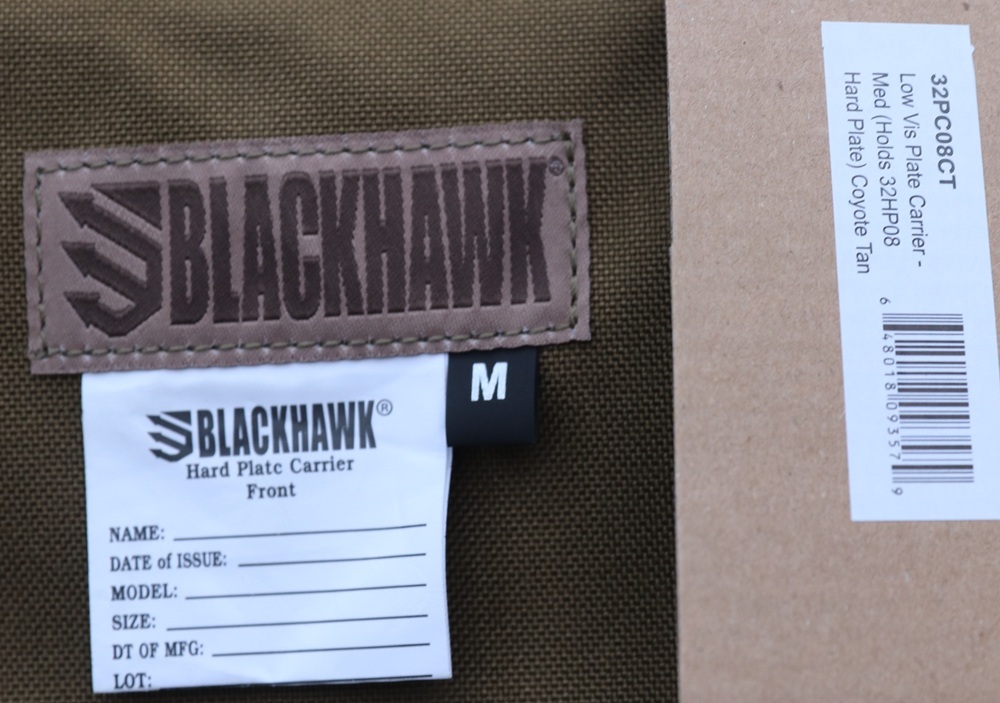 BLACKHAWK®
M
BLACKHAWK®
Hard Plate Carrier
Front
NAME:
DATE of ISSUE:
MODEL:
SIZE:
DT OF MFG:
LOT:
32PC08CT
Low Vis Plate Carrier -
Med (Holds 32HP08
Hard Plate) Coyote Tan
6 48018 09357 9